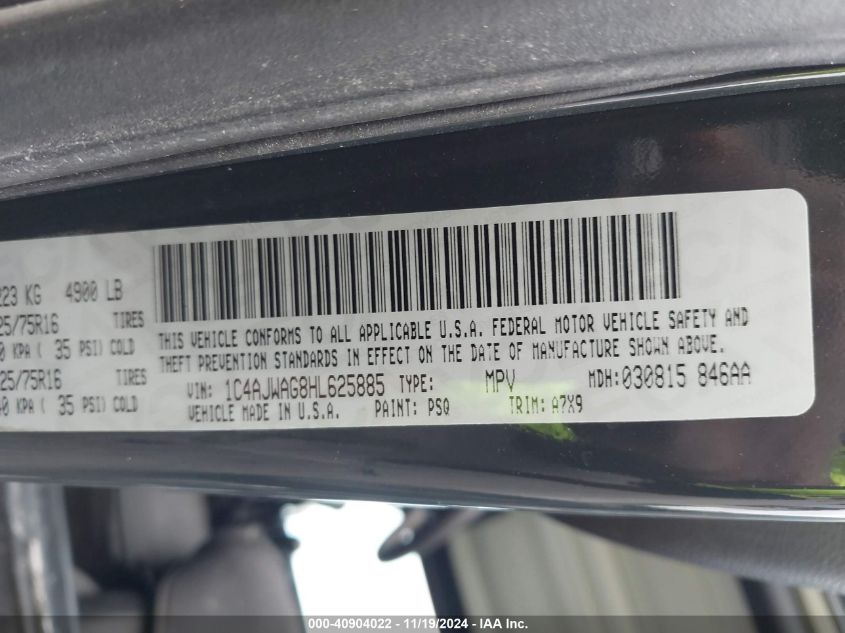 223 KG 4900 LB
25/75R16 TIRES
0 KPA ( 35 PSI) COLD
25/75R16 TIRES
40 KPA ( 35 PSI) COLD
THIS VEHICLE CONFORMS TO ALL APPLICABLE U.S.A. FEDERAL MOTOR VEHICLE SAFETY AND
THEFT PREVENTION STANDARDS IN EFFECT ON THE DATE OF MANUFACTURE SHOWN ABOVE.
VIN: 1C4AJWAG8HL625885 TYPE: MPV MDH:030815 846AA
VEHICLE MADE IN U.S.A. PAINT: PSQ TRIM: A7X9
000-40904022 - 11/19/2024 - IAA Inc.